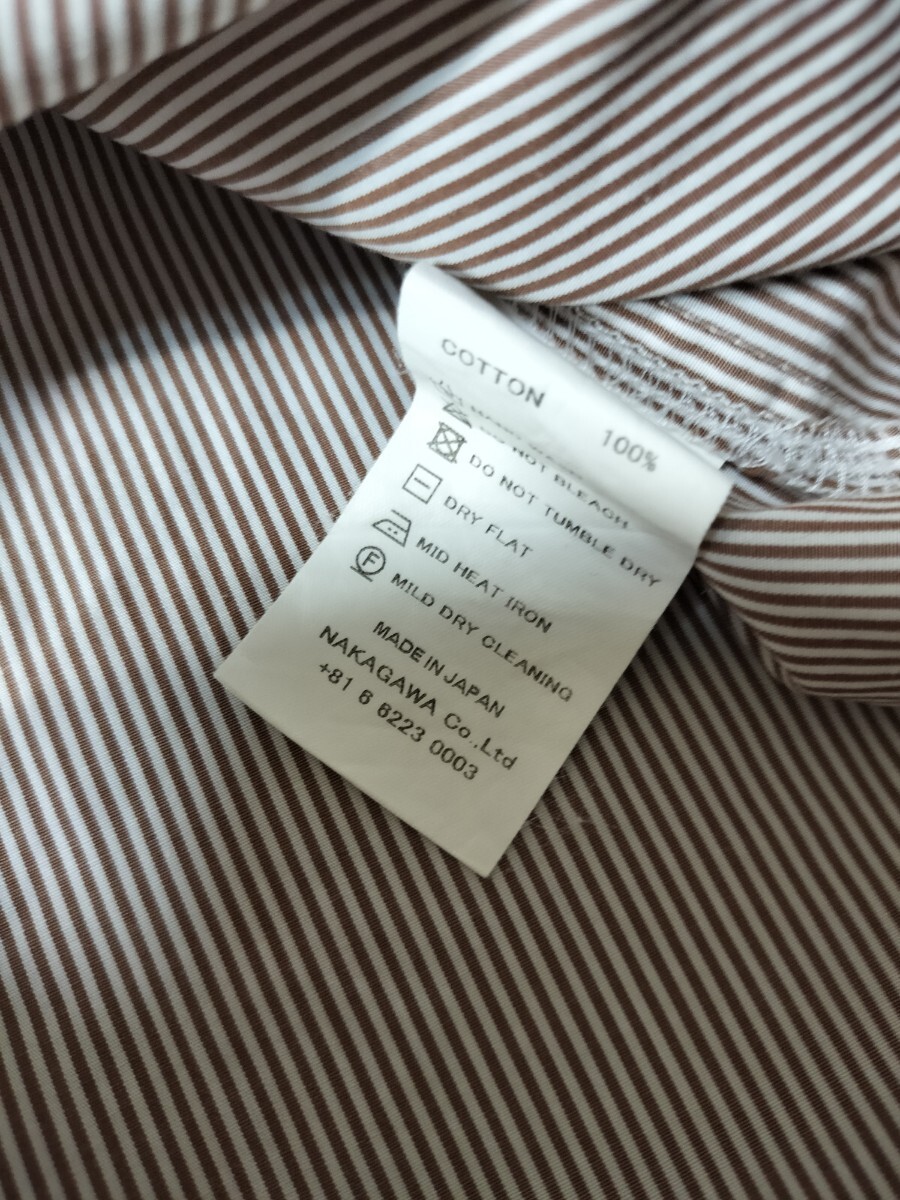 COTTON 100%
DO NOT BLEACH
DO NOT TUMBLE DRY
DRY FLAT
MID HEAT IRON
F MILD DRY CLEANING
MADE IN JAPAN
NAKAGAWA Co.,Ltd
+81 6 6223 0003